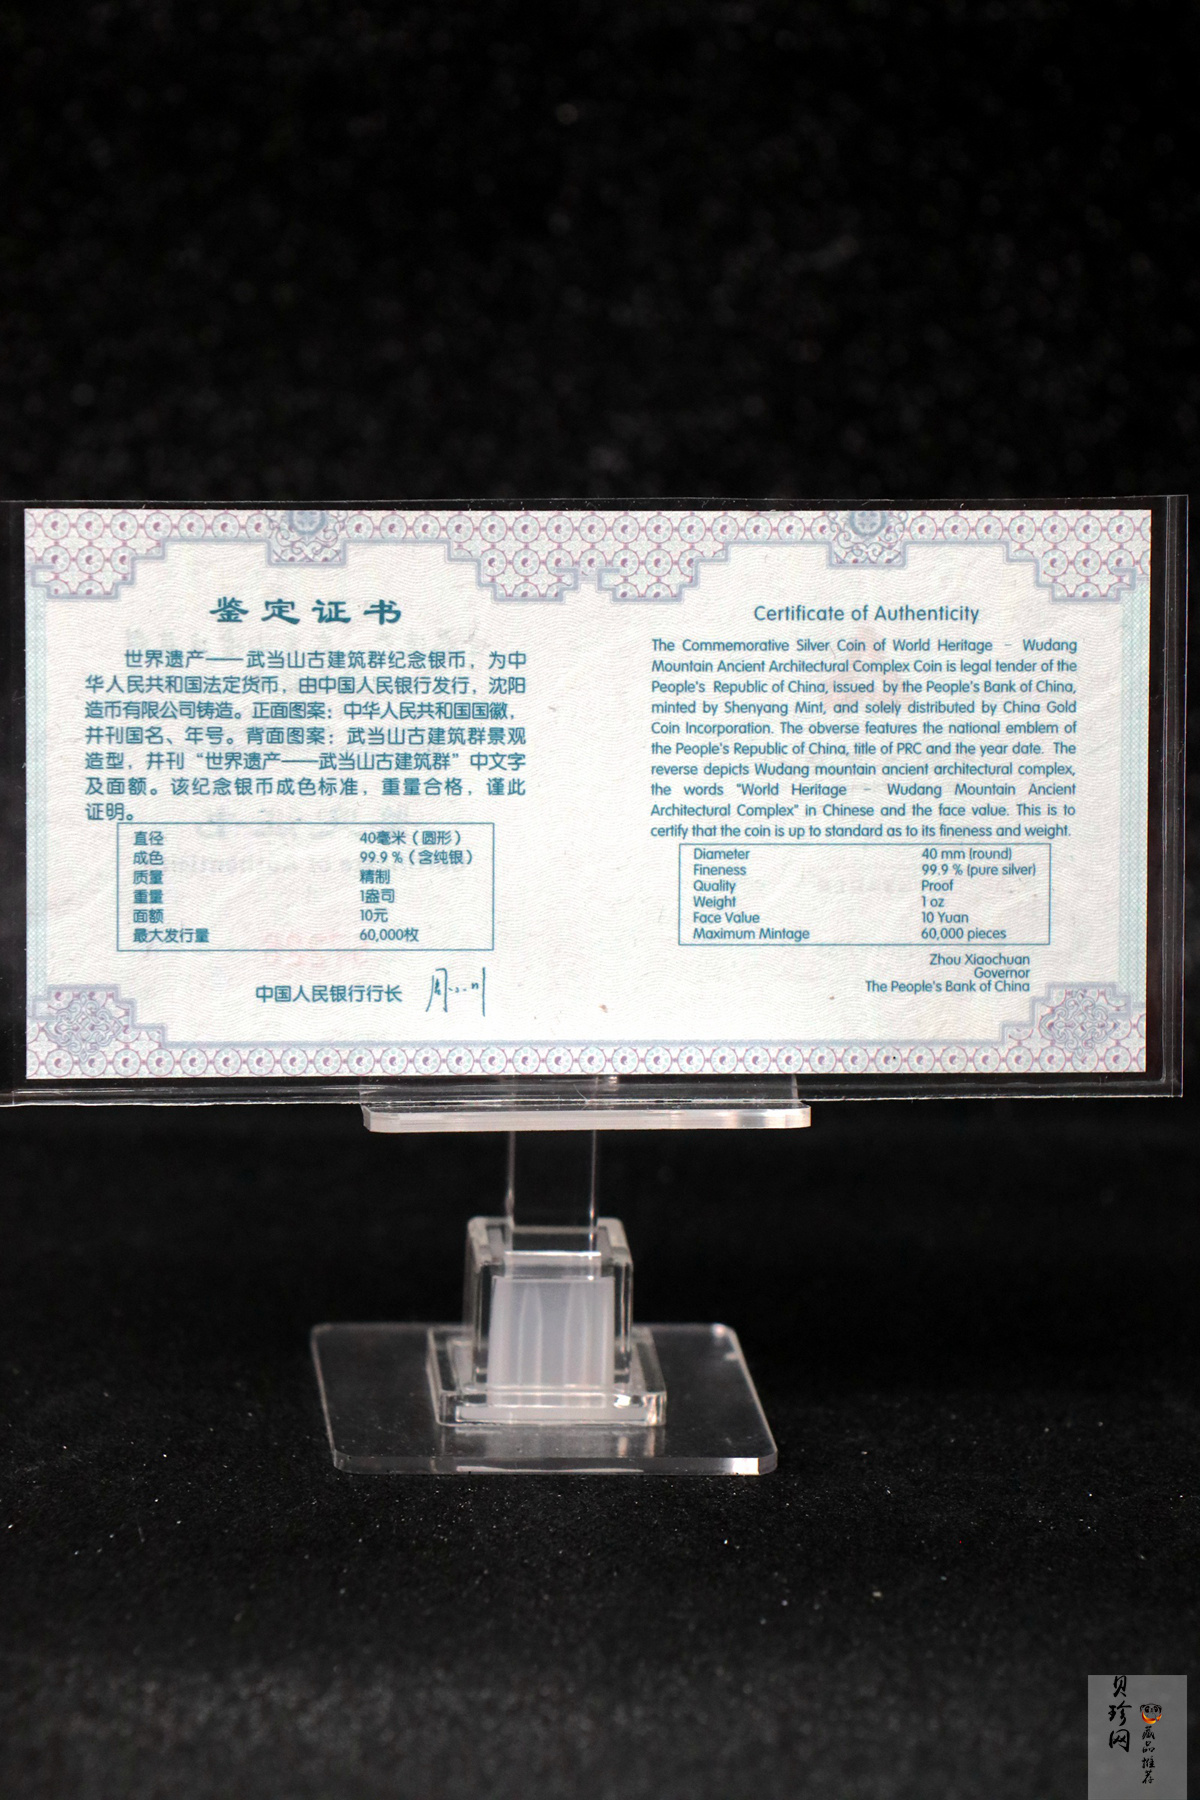 鉴定证书
世界遗产——武当山古建筑群纪念银币，为中
华人民共和国法定货币，由中国人民银行发行，沈阳
造币有限公司铸造。正面图案：中华人民共和国国徽，
并刊国名、年号。背面图案：武当山古建筑群景观
造型，并刊“世界遗产——武当山古建筑群”中文字
及面额。该纪念银币成色标准，重量合格，谨此
证明。
直径 40毫米（圆形）
成色 99.9 %（含纯银）
质量 精制
重量 1盎司
面额 10元
最大发行量 60,000枚
中国人民银行行长
Certificate of Authenticity
The Commemorative Silver Coin of World Heritage - Wudang
Mountain Ancient Architectural Complex Coin is legal tender of the
People's Republic of China, issued by the People's Bank of China,
minted by Shenyang Mint, and solely distributed by China Gold
Coin Incorporation. The obverse features the national emblem of
the People's Republic of China, title of PRC and the year date. The
reverse depicts Wudang mountain ancient architectural complex,
the words "World Heritage - Wudang Mountain Ancient
Architectural Complex" in Chinese and the face value. This is to
certify that the coin is up to standard as to its fineness and weight.
Diameter 40 mm (round)
Fineness 99.9 % (pure silver)
Quality Proof
Weight 1 oz
Face Value 10 Yuan
Maximum Mintage 60,000 pieces
Zhou Xiaochuan
Governor
The People's Bank of China
贝珍网
藏品推荐